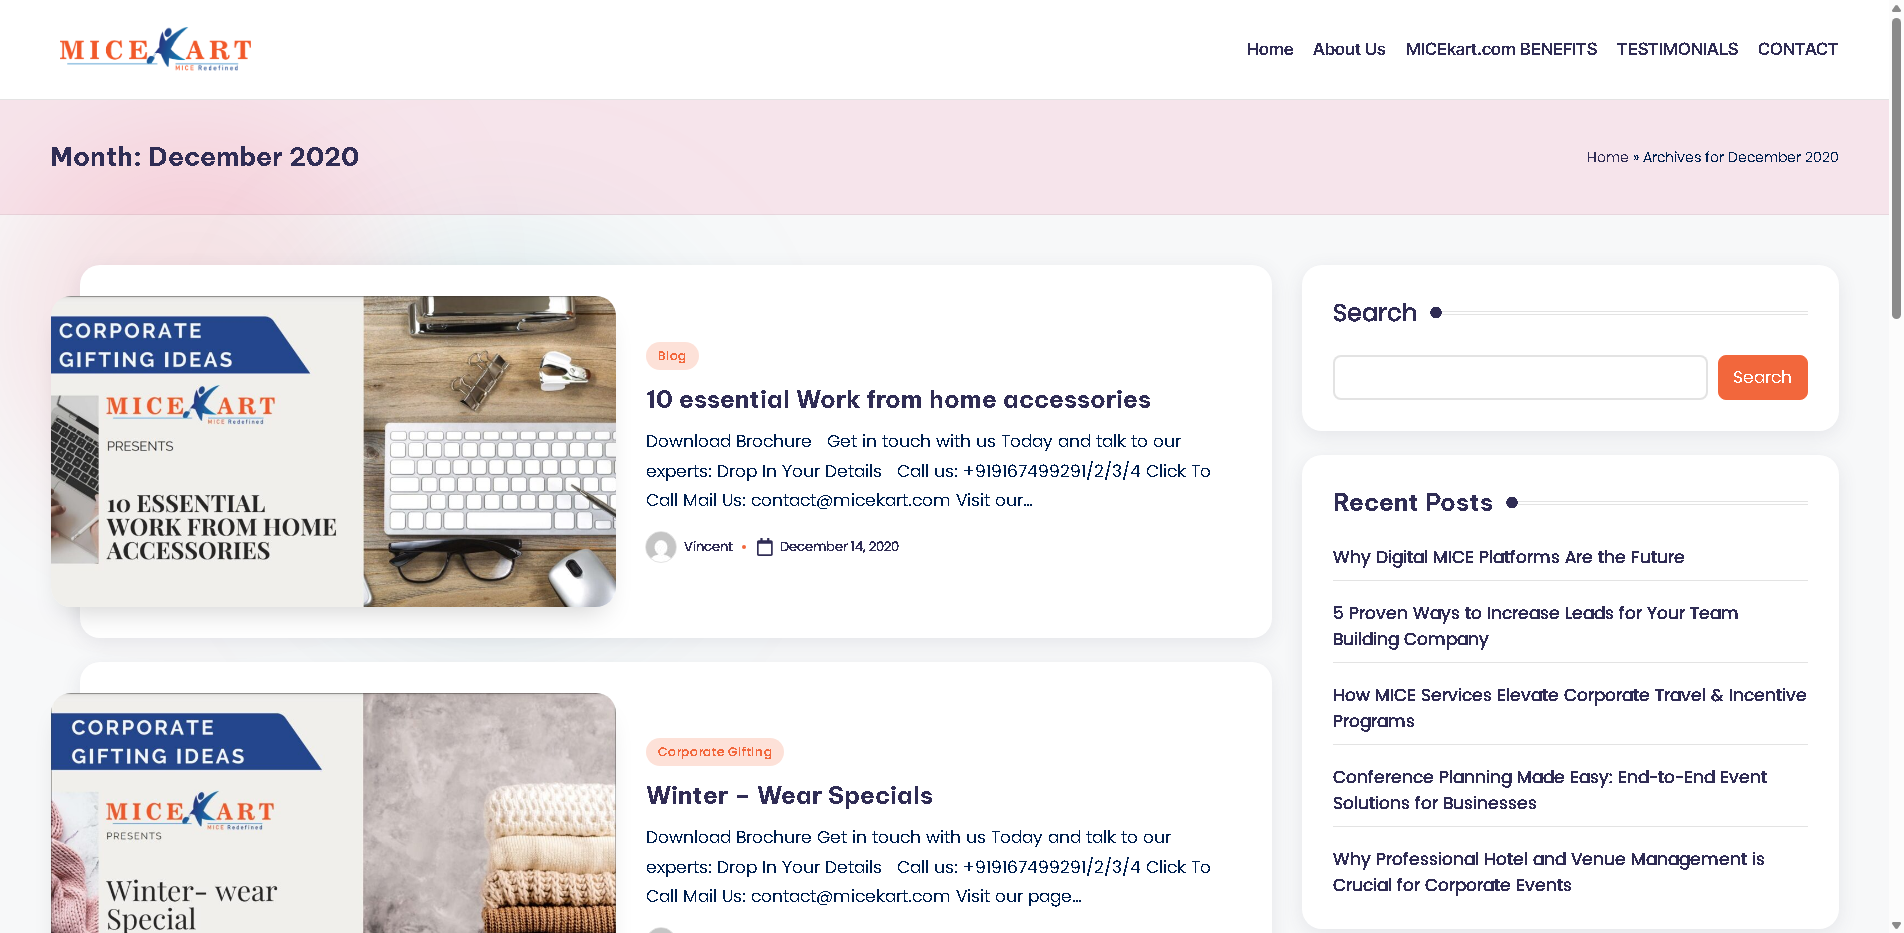 MICEKART
MICE Redefined
Home About Us MICEkart.com BENEFITS TESTIMONIALS CONTACT
Month: December 2020
Home » Archives for December 2020
CORPORATE
GIFTING IDEAS
MICEKART
MICE Redefined
PRESENTS
10 ESSENTIAL
WORK FROM HOME
ACCESSORIES
Blog
10 essential Work from home accessories
Download Brochure Get in touch with us Today and talk to our
experts: Drop In Your Details Call us: +919167499291/2/3/4 Click To
Call Mail Us: contact@micekart.com Visit our...
Vincent • December 14, 2020
CORPORATE
GIFTING IDEAS
MICEKART
MICE Redefined
PRESENTS
Winter- wear
Special
Corporate Gifting
Winter – Wear Specials
Download Brochure Get in touch with us Today and talk to our
experts: Drop In Your Details Call us: +919167499291/2/3/4 Click To
Call Mail Us: contact@micekart.com Visit our page...
Search
Search
Recent Posts
Why Digital MICE Platforms Are the Future
5 Proven Ways to Increase Leads for Your Team
Building Company
How MICE Services Elevate Corporate Travel & Incentive
Programs
Conference Planning Made Easy: End-to-End Event
Solutions for Businesses
Why Professional Hotel and Venue Management is
Crucial for Corporate Events